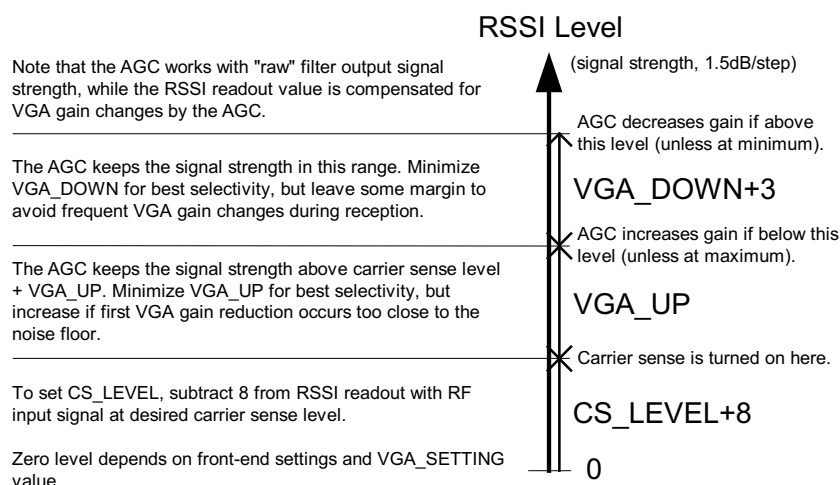 RSSI Level
(signal strength, 1.5dB/step)
Note that the AGC works with "raw" filter output signal
strength, while the RSSI readout value is compensated for
VGA gain changes by the AGC.
AGC decreases gain if above
this level (unless at minimum).
The AGC keeps the signal strength in this range. Minimize
VGA_DOWN for best selectivity, but leave some margin to
avoid frequent VGA gain changes during reception.
VGA_DOWN+3
AGC increases gain if below this
level (unless at maximum).
The AGC keeps the signal strength above carrier sense level
+ VGA_UP. Minimize VGA_UP for best selectivity, but
increase if first VGA gain reduction occurs too close to the
noise floor.
VGA_UP
Carrier sense is turned on here.
To set CS_LEVEL, subtract 8 from RSSI readout with RF
input signal at desired carrier sense level.
CS_LEVEL+8
Zero level depends on front-end settings and VGA_SETTING
value.
0